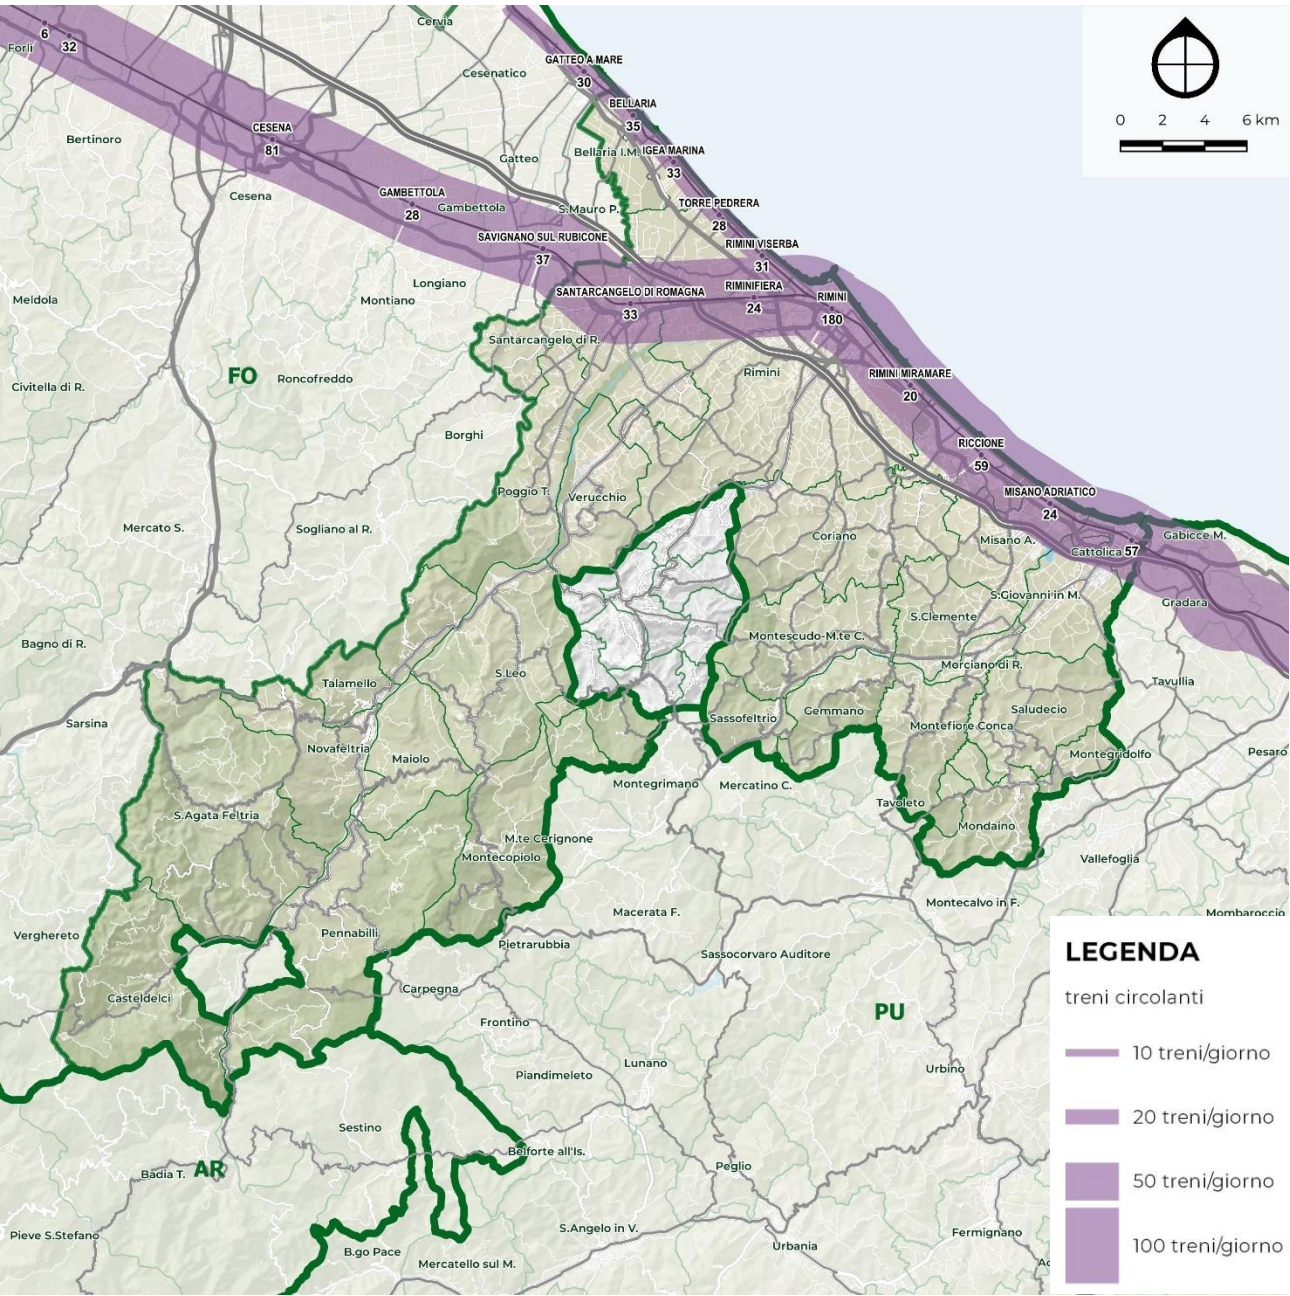 Cervia
6
32
Forlì
GATTEO A MARE
30
Cesenatico
0 2 4 6 km
BELLARIA
35
CESENA
81
Bertinoro
Gatteo
Bellaria I.M.
IGEA MARINA
33
Cesena
GAMBETTOLA
28
Gambettola
S.Mauro P.
TORRE PEDRERA
28
SAVIGNANO SUL RUBICONE
37
RIMINI VISERBA
31
Longiano
Montiano
Meldola
SANTARCANGELO DI ROMAGNA
33
RIMINIFIERA
24
RIMINI
180
Santarcangelo di R.
Rimini
FO
Roncofreddo
Civitella di R.
RIMINI MIRAMARE
20
Borghi
RICCIONE
59
Poggio T.
Verucchio
MISANO ADRIATICO
24
Mercato S.
Sogliano al R.
Coriano
Misano A.
Cattolica
57
Gabicce M.
S.Giovanni in M.
Gradara
S.Clemente
Bagno di R.
Montescudo-M.te C.
Morciano di R.
S.Leo
Talamello
Tavullia
Sarsina
Sassofeltrio
Gemmano
Saludecio
Montefiore Conca
Novafeltria
Maiolo
Montegridolfo
Pesaro
Montegrimano
Mercatino C.
Tavoleto
S.Agata Feltria
Mondaino
M.te Cerignone
Montecopiolo
Vallefoglia
Montecalvo in F.
Macerata F.
Mombaroccio
Verghereto
Pennabilli
Pietrarubbia
Sassocorvaro Auditore
Carpegna
Casteldelci
Frontino
PU
Lunano
Urbino
Piandimeleto
Sestino
Belforte all'Is.
Badia T.
AR
Peglio
S.Angelo in V.
Pieve S.Stefano
Fermignano
B.go Pace
Urbania
Mercatello sul M.
LEGENDA
treni circolanti
10 treni/giorno
20 treni/giorno
50 treni/giorno
100 treni/giorno